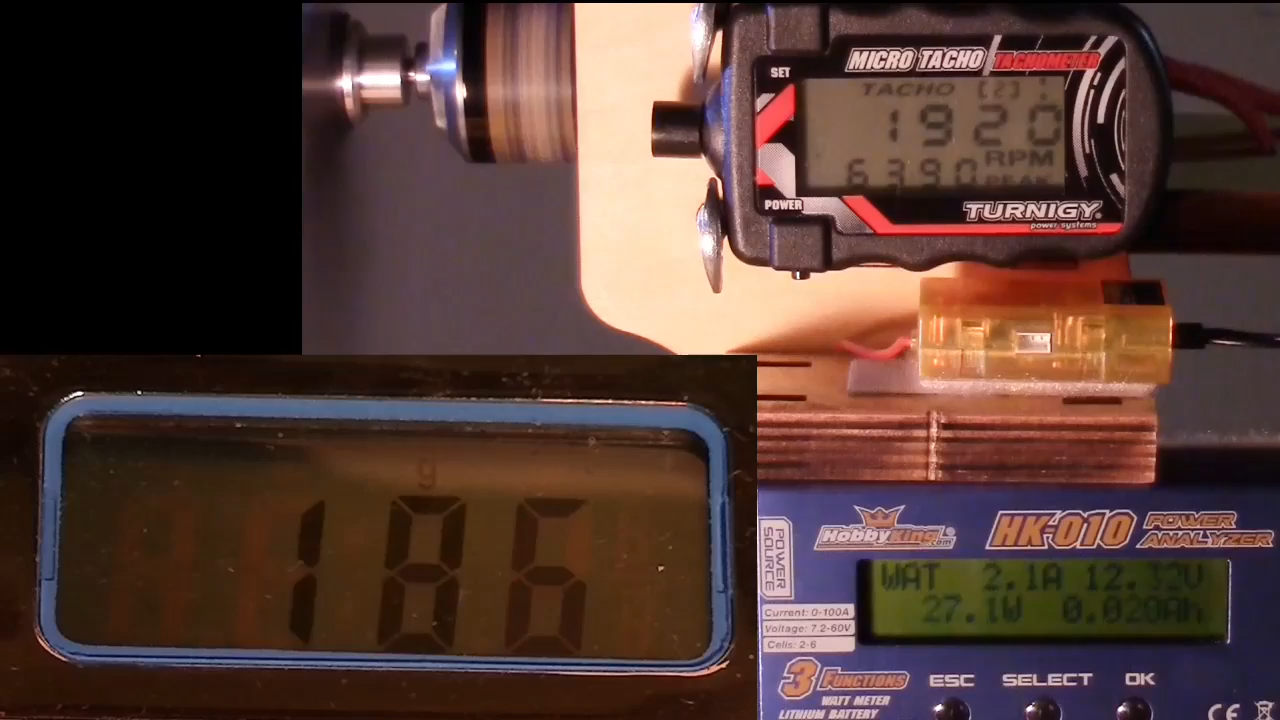 SET
MICRO TACHO TACHOMETER
TACHO [2]
1920
RPM
6390 PEAK
POWER
TURNIGY
power systems
g
186
POWER SOURCE
HobbyKing.com
HK-010 POWER ANALYZER
Current: 0-100A
Voltage: 7.2-60V
Cells: 2-6
WAT 2.1A 12.32V
27.1W 0.020Ah
3 FUNCTIONS
WATT METER
LITHIUM BATTERY
ESC SELECT OK
CE